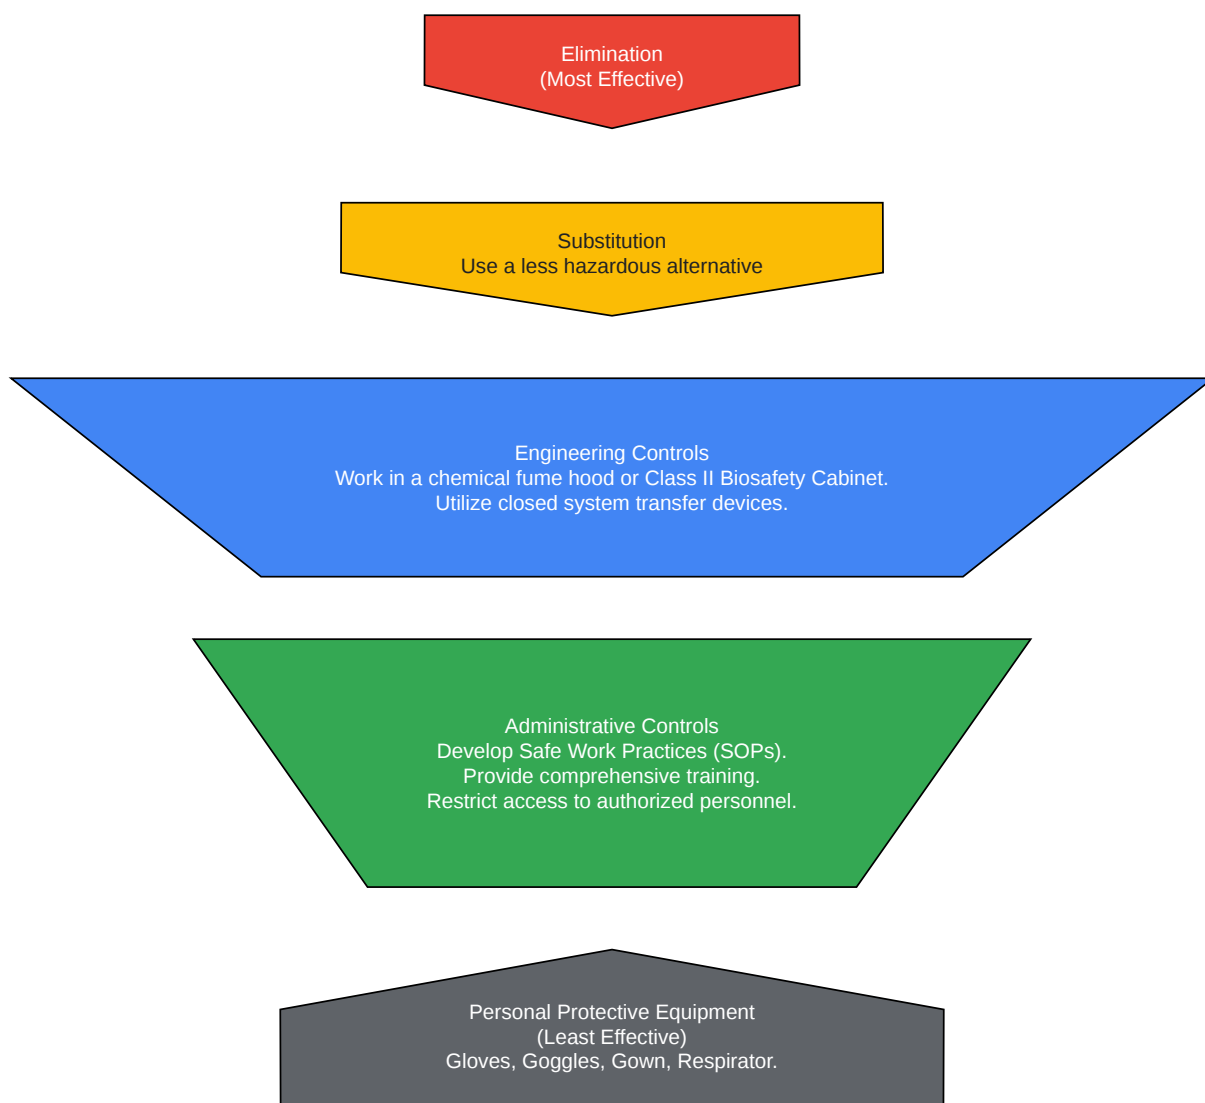 Elimination
(Most Effective)
Substitution
Use a less hazardous alternative
Engineering Controls
Work in a chemical fume hood or Class II Biosafety Cabinet.
Utilize closed system transfer devices.
Administrative Controls
Develop Safe Work Practices (SOPs).
Provide comprehensive training.
Restrict access to authorized personnel.
Personal Protective Equipment
(Least Effective)
Gloves, Goggles, Gown, Respirator.